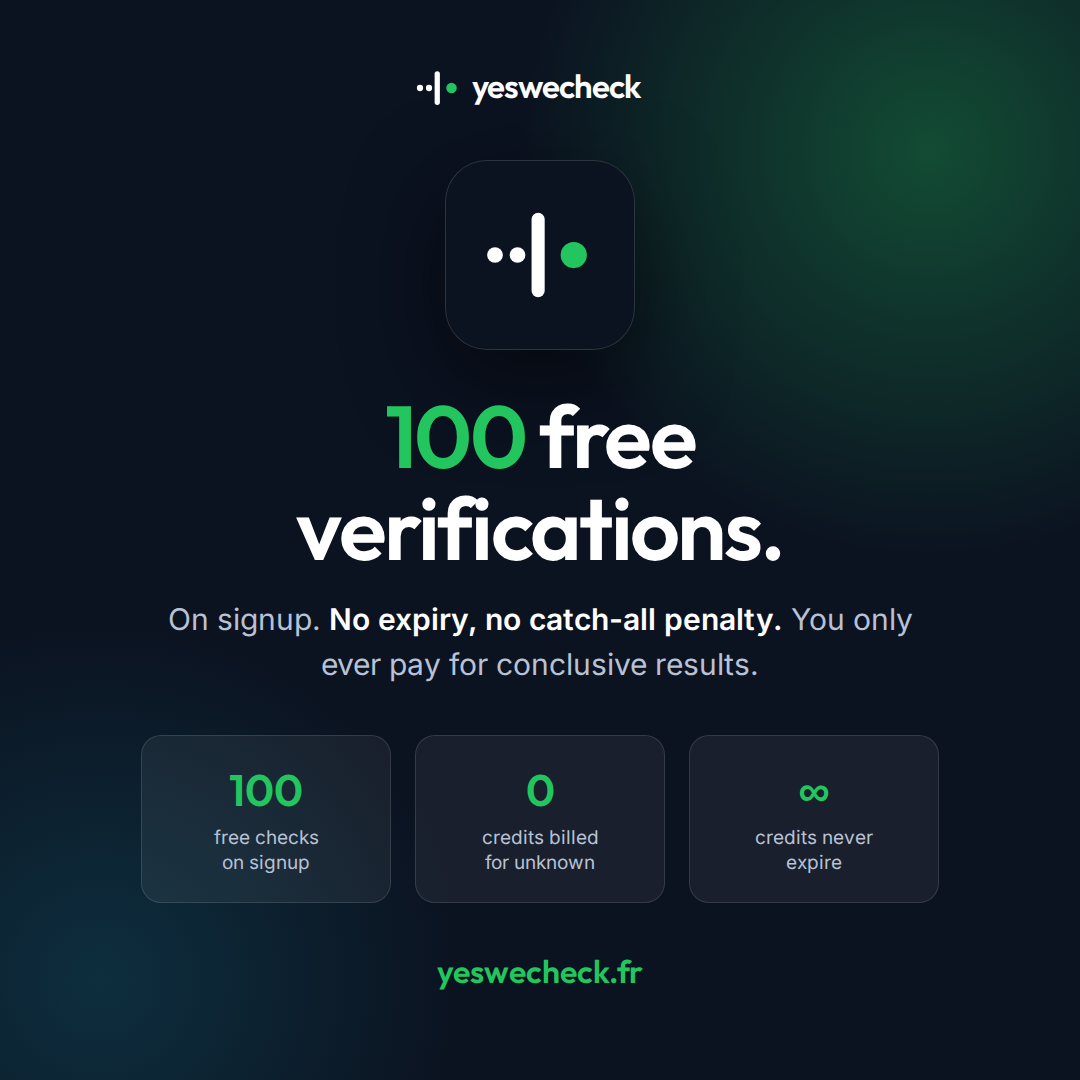 yeswecheck
100 free
verifications.
On signup. No expiry, no catch-all penalty. You only
ever pay for conclusive results.
100
free checks
on signup
0
credits billed
for unknown
∞
credits never
expire
yeswecheck.fr